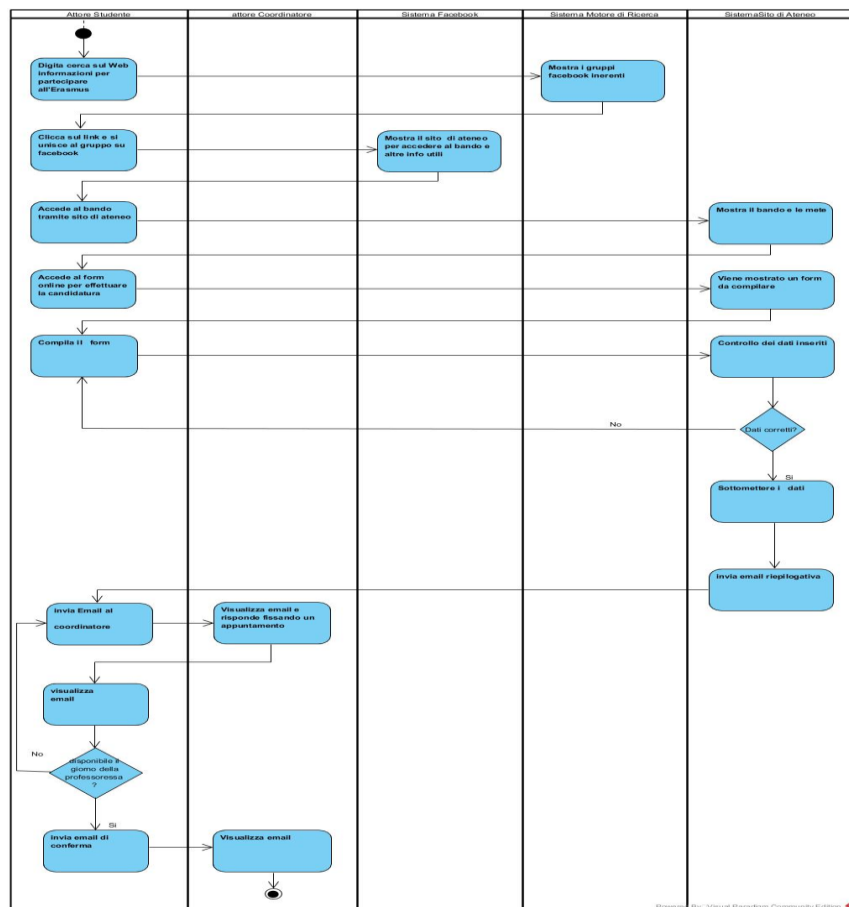 Attore Studente
attore Coordinatore
Sistema Facebook
Sistema Motore di Ricerca
SistemaSito di Ateneo
Digita cerca sul Web
informazioni per
partecipare
all'Erasmus
Mostra i gruppi
facebook inerenti
Clicca sul link e si
unisce al gruppo su
facebook
Mostra il sito di ateneo
per accedere al bando e
altre info utili
Accede al bando
tramite sito di ateneo
Mostra il bando e le mete
Accede al form
online per effettuare
la candidatura
Viene mostrato un form
da compilare
Compila il form
Controllo dei dati inseriti
Dati corretti?
No
Si
Sottomettere i dati
invia email riepilogativa
invia Email al
coordinatore
Visualizza email e
risponde fissando un
appuntamento
visualizza
email
disponibile il
giorno della
professoressa
?
No
Si
invia email di
conferma
Visualizza email
Powered By Visual Paradigm Community Edition